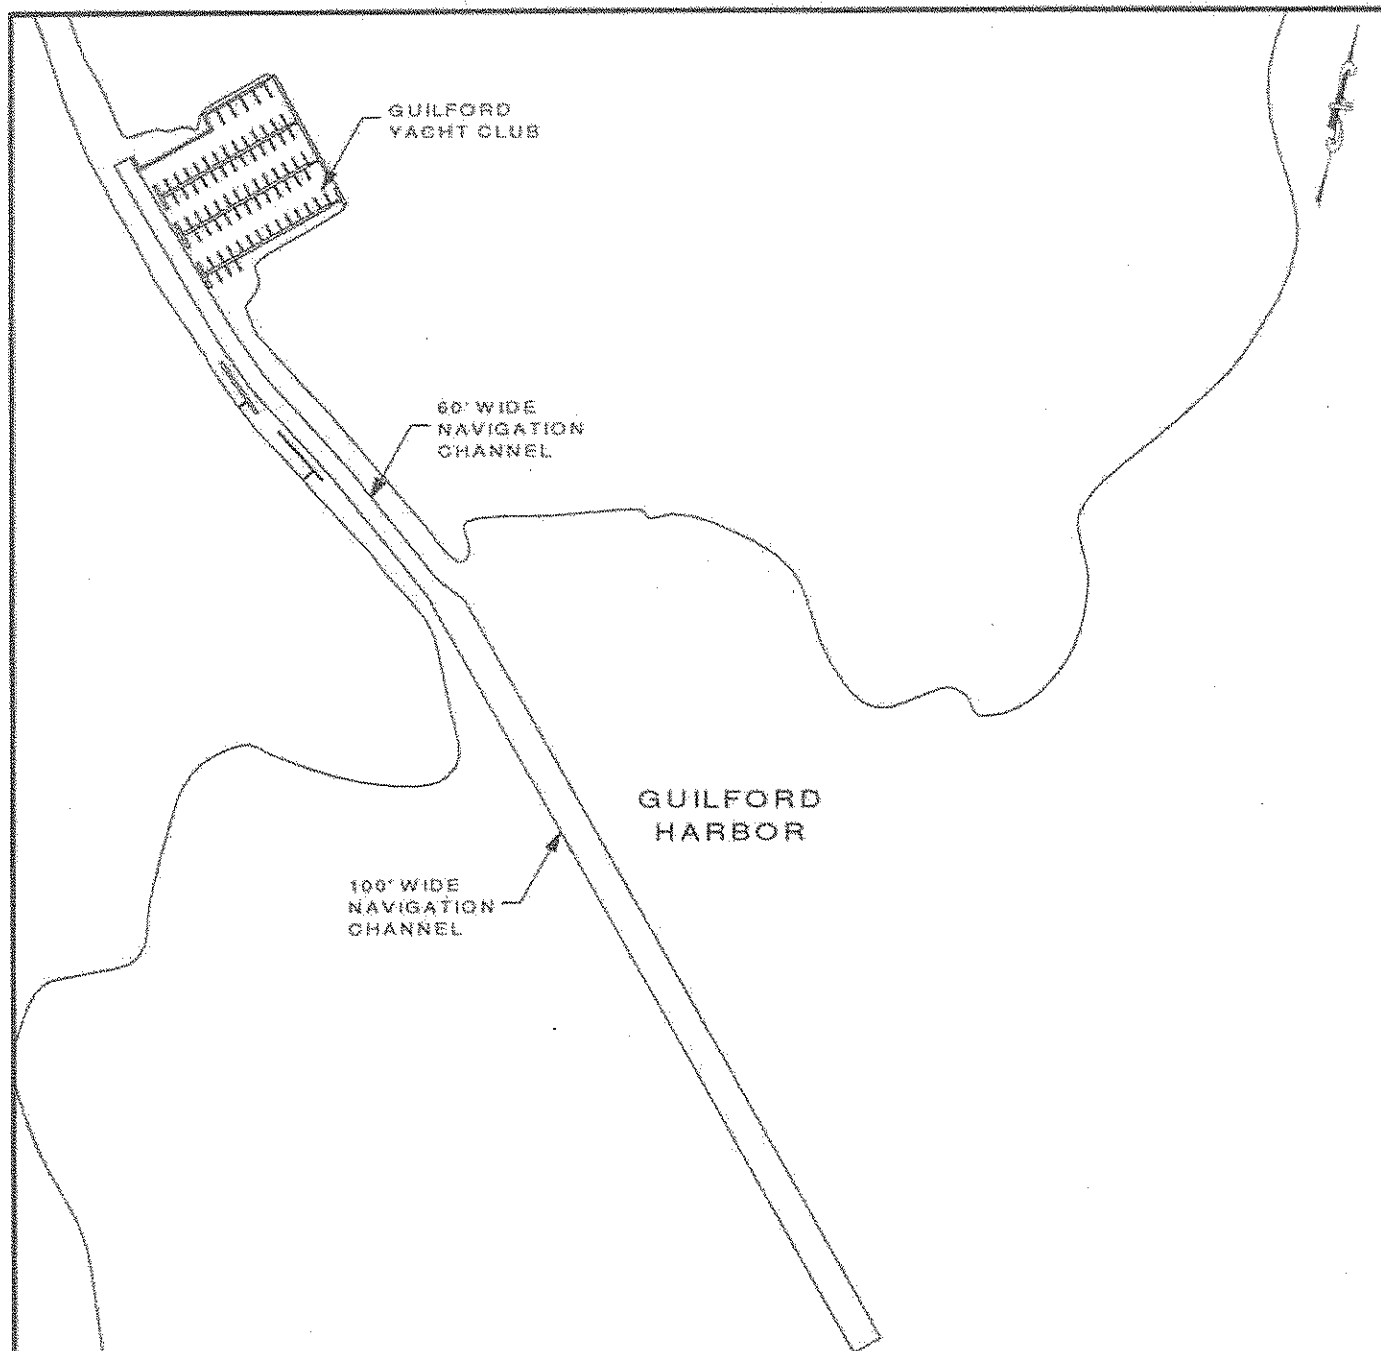 GUILFORD
YACHT CLUB
60' WIDE
NAVIGATION
CHANNEL
GUILFORD
HARBOR
100' WIDE
NAVIGATION
CHANNEL